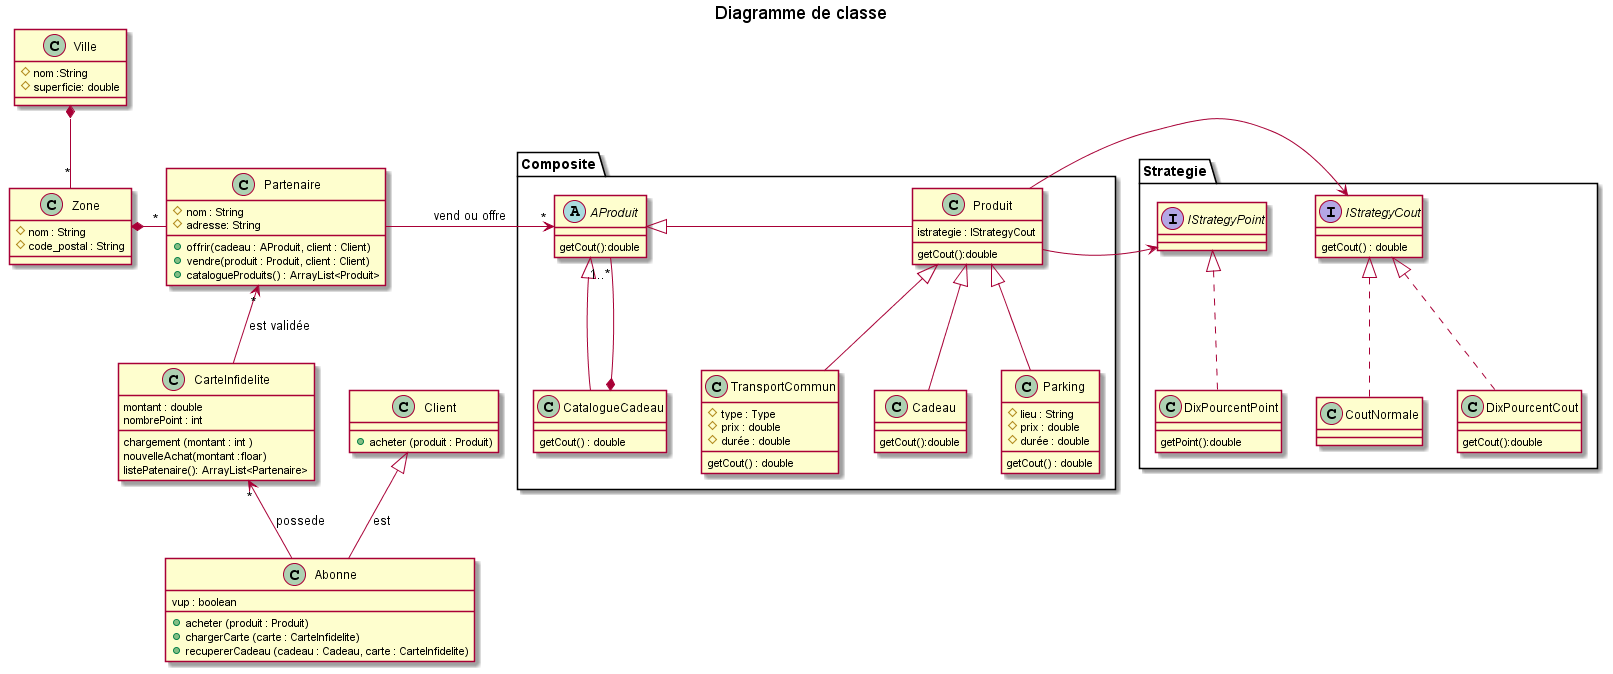 Diagramme de classe
C Ville
nom :String
superficie: double
*
C Zone
nom : String
code_postal : String
*
C Partenaire
nom : String
adresse: String
offrir(cadeau : AProduit, client : Client)
vendre(produit : Produit, client : Client)
catalogueProduits() : ArrayList<Produit>
vend ou offre
*
*
est validée
C CarteInfidelite
montant : double
nombrePoint : int
chargement (montant : int )
nouvelleAchat(montant :floar)
listePatenaire(): ArrayList<Partenaire>
*
possede
C Client
acheter (produit : Produit)
est
C Abonne
vup : boolean
acheter (produit : Produit)
chargerCarte (carte : CarteInfidelite)
recupererCadeau (cadeau : Cadeau, carte : CarteInfidelite)
Composite
A AProduit
getCout():double
1..*
C Produit
istrategie : IStrategyCout
getCout():double
C CatalogueCadeau
getCout() : double
C TransportCommun
type : Type
prix : double
durée : double
getCout() : double
C Cadeau
getCout():double
C Parking
lieu : String
prix : double
durée : double
getCout() : double
Strategie
I IStrategyPoint
I IStrategyCout
getCout() : double
C DixPourcentPoint
getPoint():double
C CoutNormale
C DixPourcentCout
getCout():double